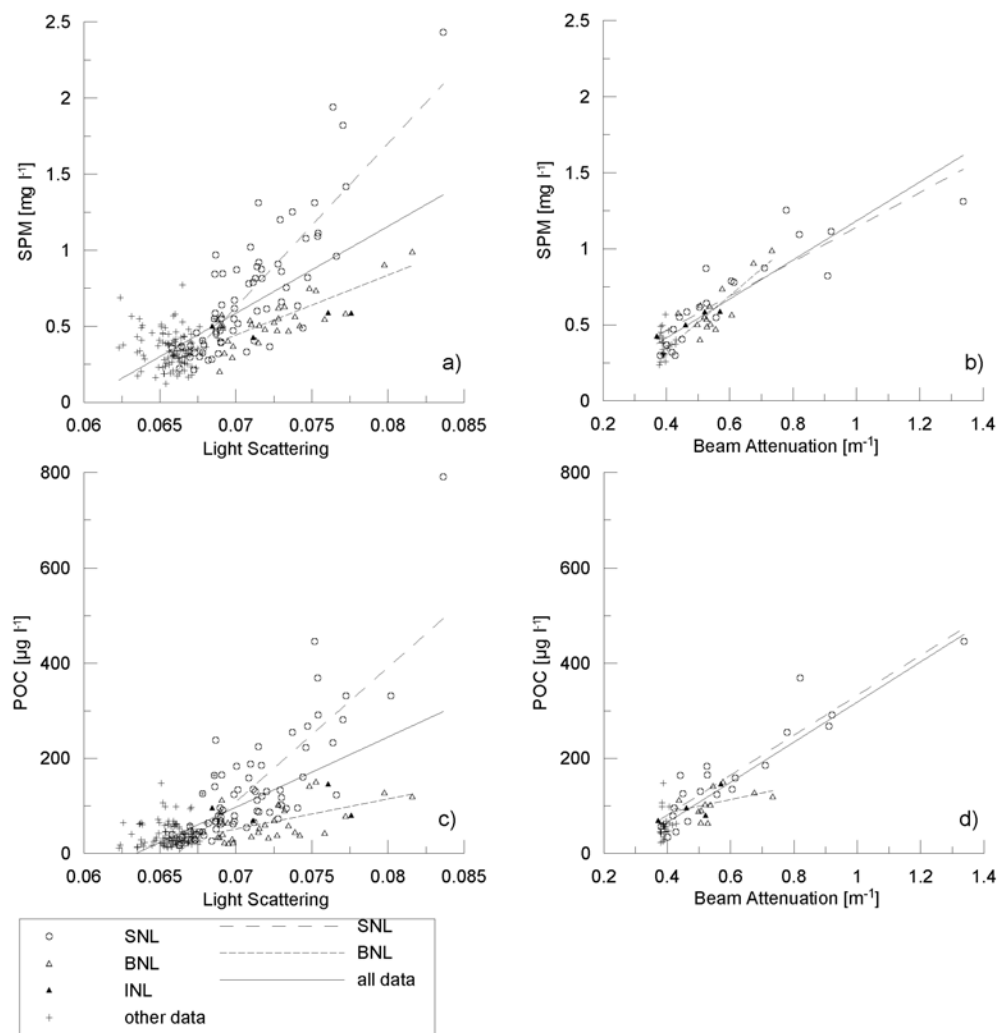 a)
SPM [mg l-1]
2.5
2
1.5
1
0.5
0
0.06 0.065 0.07 0.075 0.08 0.085
Light Scattering
b)
SPM [mg l-1]
2.5
2
1.5
1
0.5
0
0.2 0.4 0.6 0.8 1 1.2 1.4
Beam Attenuation [m-1]
c)
POC [µg l-1]
800
600
400
200
0
0.06 0.065 0.07 0.075 0.08 0.085
Light Scattering
d)
POC [µg l-1]
800
600
400
200
0
0.2 0.4 0.6 0.8 1 1.2 1.4
Beam Attenuation [m-1]
SNL
BNL
INL
other data
SNL
BNL
all data